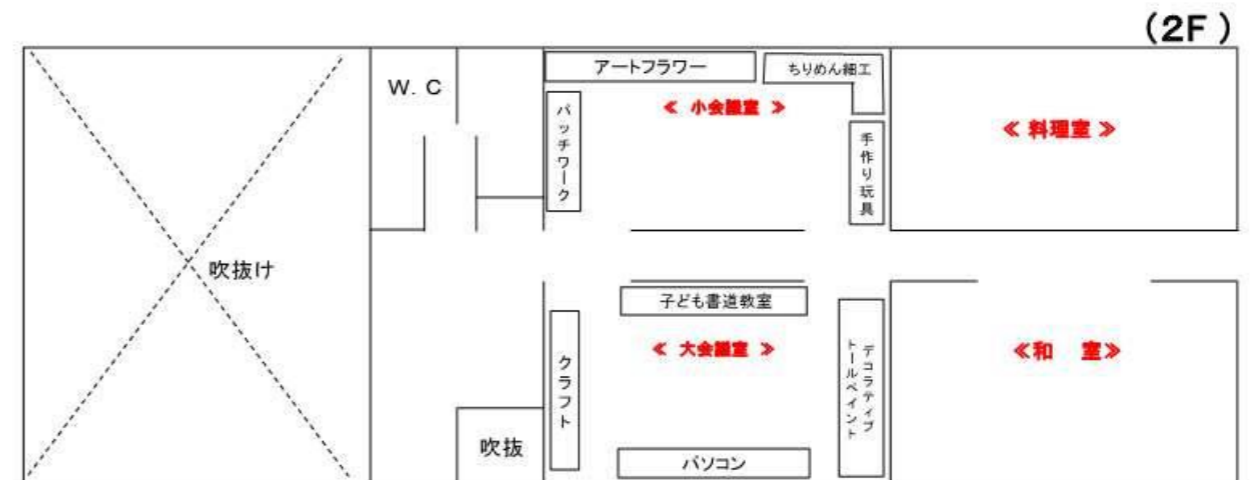 (2F )
W. C
アートフラワー
ちりめん細工
≪ 小会議室 ≫
パッチワーク
手作り玩具
≪ 料理室 ≫
吹抜け
子ども書道教室
≪ 大会議室 ≫
クラフト
デコラティブ
トールペイント
≪和 室≫
吹抜
パソコン